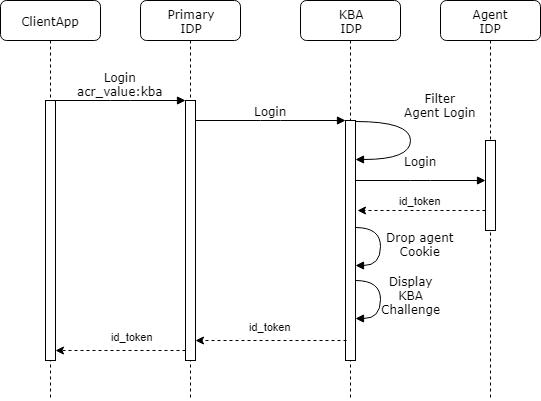 ClientApp
Primary
IDP
KBA
IDP
Agent
IDP
Login
acr_value:kba
Login
Filter
Agent Login
Login
id_token
Drop agent
Cookie
Display
KBA
Challenge
id_token
id_token